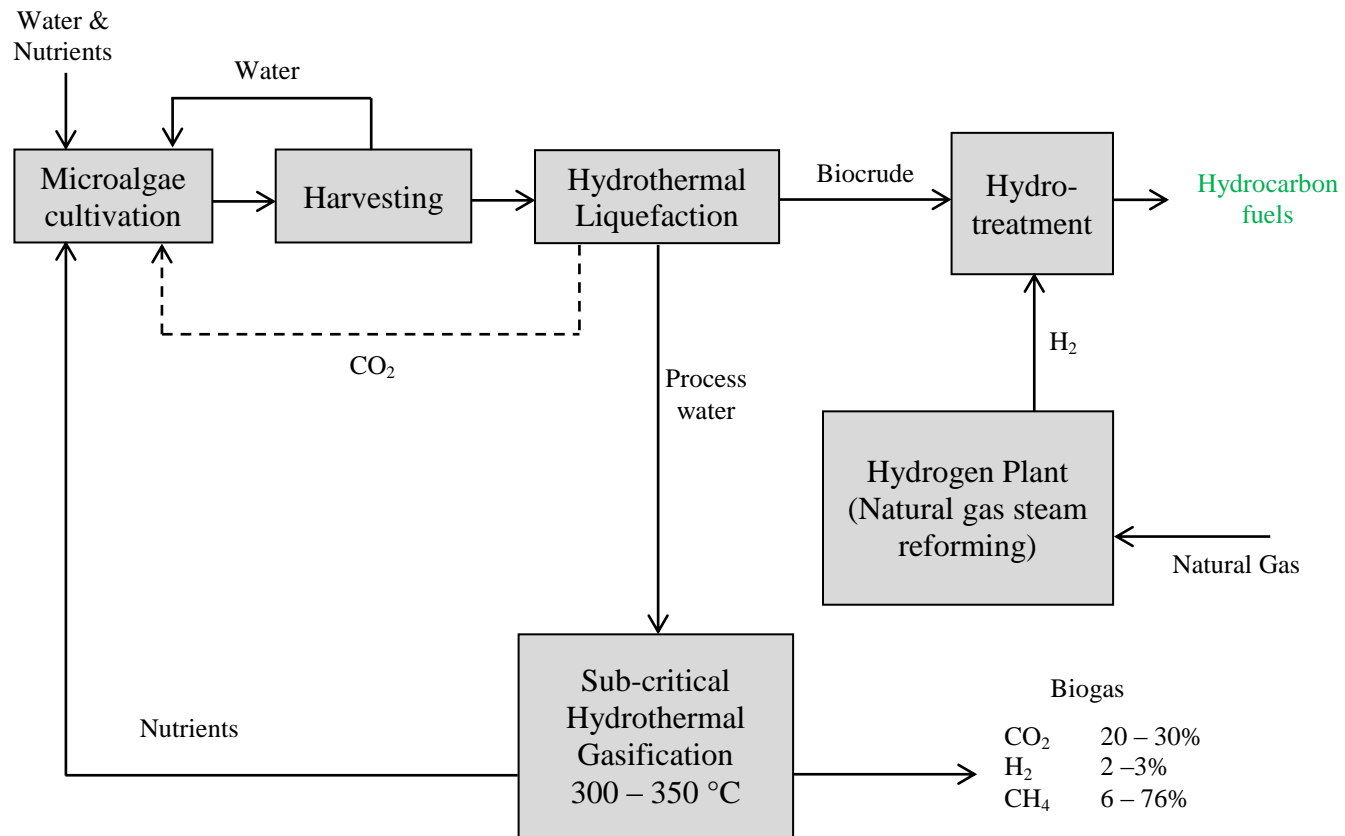 Water &
Nutrients
Water
Microalgae
cultivation
Harvesting
Hydrothermal
Liquefaction
Biocrude
Hydro-
treatment
Hydrocarbon
fuels
CO₂
Process
water
H₂
Hydrogen Plant
(Natural gas steam
reforming)
Natural Gas
Sub-critical
Hydrothermal
Gasification
300 – 350 °C
Nutrients
Biogas
CO₂ 20 – 30%
H₂ 2 –3%
CH₄ 6 – 76%